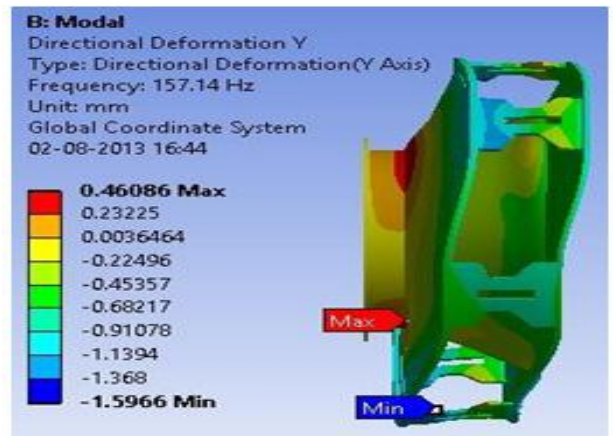 B: Modal
Directional Deformation Y
Type: Directional Deformation(Y Axis)
Frequency: 157.14 Hz
Unit: mm
Global Coordinate System
02-08-2013 16:44
0.46086 Max
0.23225
0.0036464
-0.22496
-0.45357
-0.68217
-0.91078
-1.1394
-1.368
-1.5966 Min
Max
Min